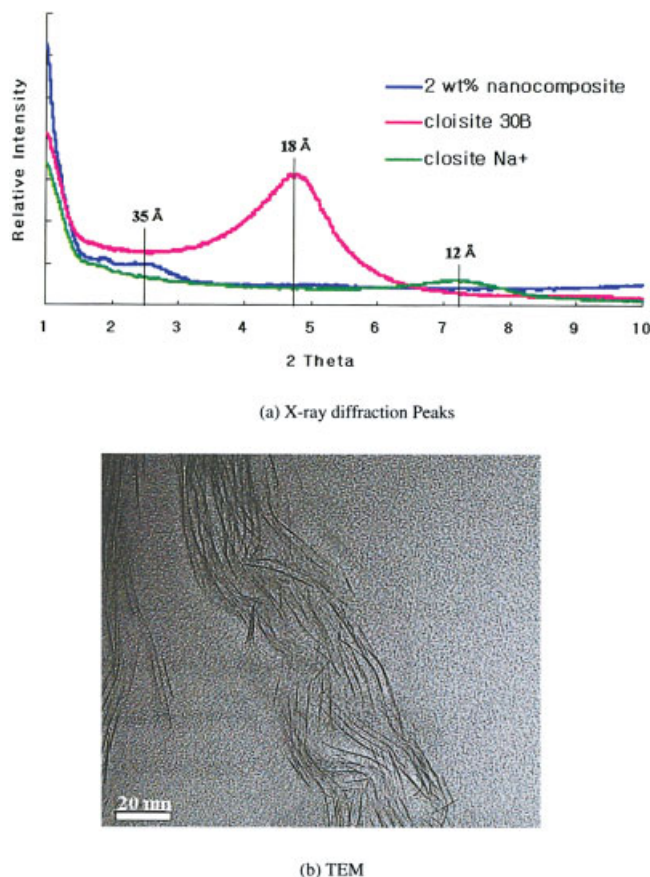 Relative Intensity
2 wt% nanocomposite
cloisite 30B
closite Na+
18 Å
35 Å
12 Å
1 2 3 4 5 6 7 8 9 10
2 Theta
(a) X-ray diffraction Peaks
20 nm
(b) TEM